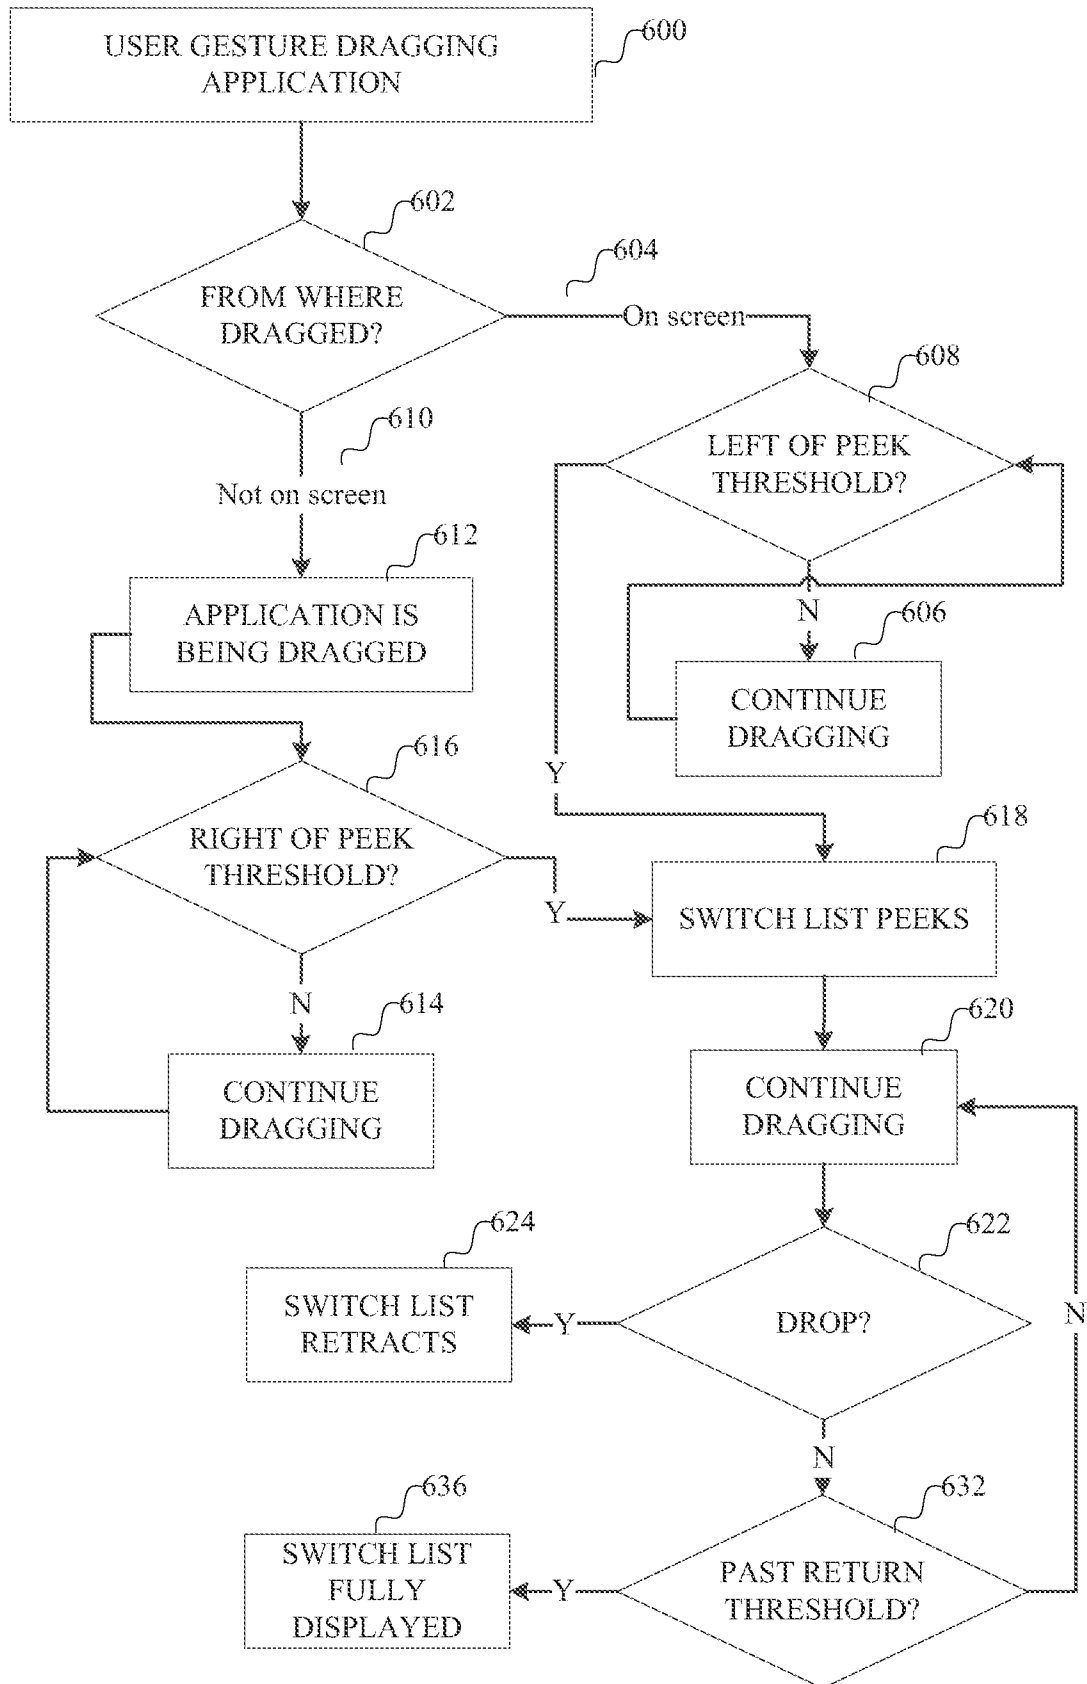 USER GESTURE DRAGGING
APPLICATION
600
602
FROM WHERE
DRAGGED?
604
On screen
608
LEFT OF PEEK
THRESHOLD?
610
Not on screen
612
APPLICATION IS
BEING DRAGGED
N
606
CONTINUE
DRAGGING
616
RIGHT OF PEEK
THRESHOLD?
Y
618
SWITCH LIST PEEKS
Y
N
614
CONTINUE
DRAGGING
620
CONTINUE
DRAGGING
624
SWITCH LIST
RETRACTS
Y
622
DROP?
N
N
636
SWITCH LIST
FULLY
DISPLAYED
Y
632
PAST RETURN
THRESHOLD?